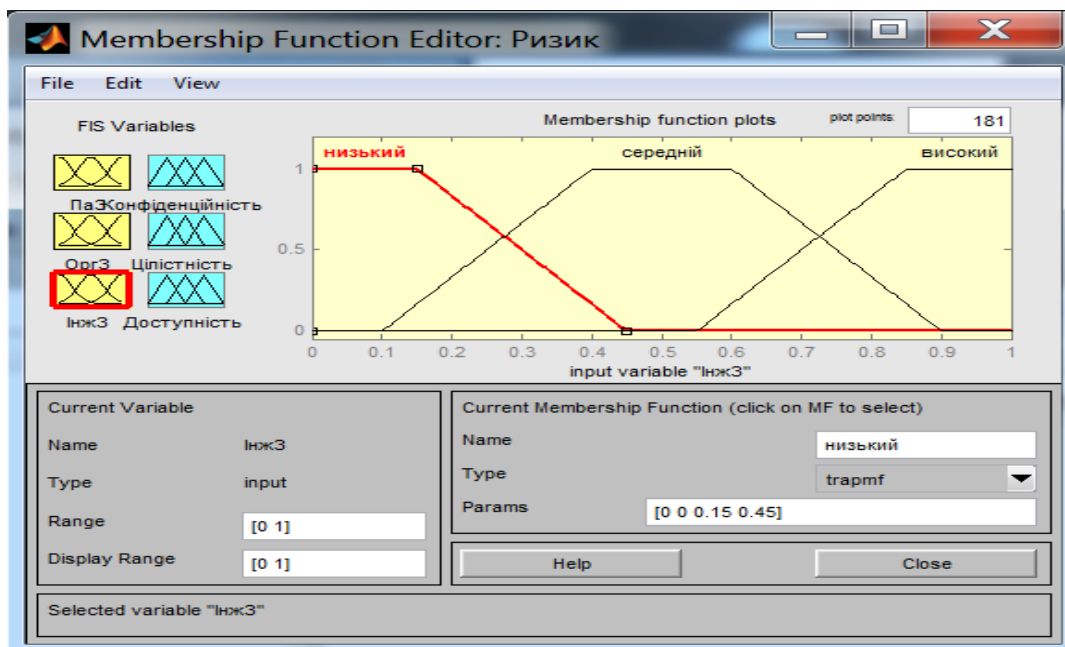 Membership Function Editor: Ризик
File Edit View
FIS Variables
Membership function plots
plot points: 181
низький середній високий
1
0.5
0
0 0.1 0.2 0.3 0.4 0.5 0.6 0.7 0.8 0.9 1
input variable "ІнжЗ"
ПаЗ Конфіденційність
ОргЗ Цілістність
ІнжЗ Доступність
Current Variable
Name ІнжЗ
Type input
Range [0 1]
Display Range [0 1]
Current Membership Function (click on MF to select)
Name низький
Type trapmf
Params [0 0 0.15 0.45]
Help Close
Selected variable "ІнжЗ"